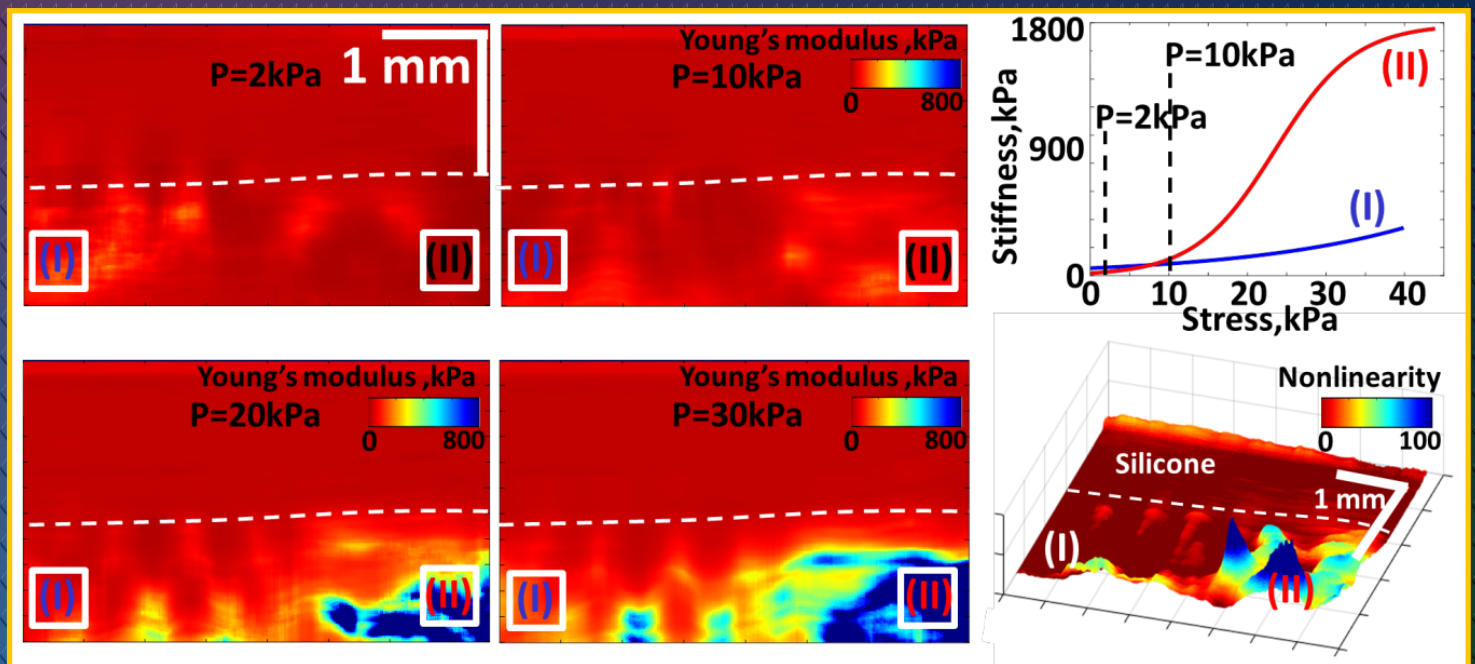 P=2kPa
1 mm
(I)
(II)
Young's modulus ,kPa
P=10kPa
0
800
(I)
(II)
Stiffness,kPa
1800
900
0
P=2kPa
P=10kPa
(II)
(I)
0 10 20 30 40
Stress,kPa
Young's modulus ,kPa
P=20kPa
0 800
(I)
(II)
Young's modulus ,kPa
P=30kPa
0 800
(I)
(II)
Nonlinearity
0 100
Silicone
1 mm
(I)
(II)